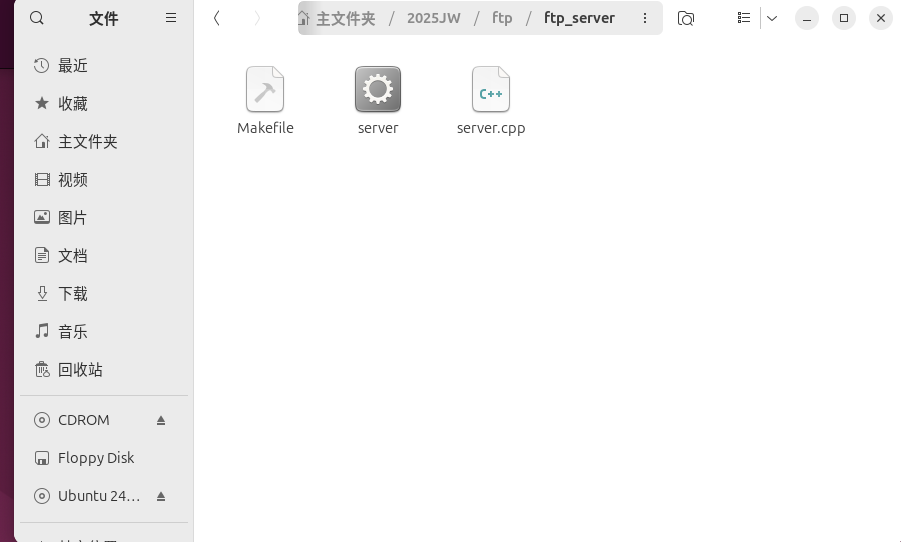 文件
主文件夹 / 2025JW / ftp / ftp_server
最近
收藏
主文件夹
视频
图片
文档
下载
音乐
回收站
CDROM
Floppy Disk
Ubuntu 24…
Makefile
server
C++
server.cpp